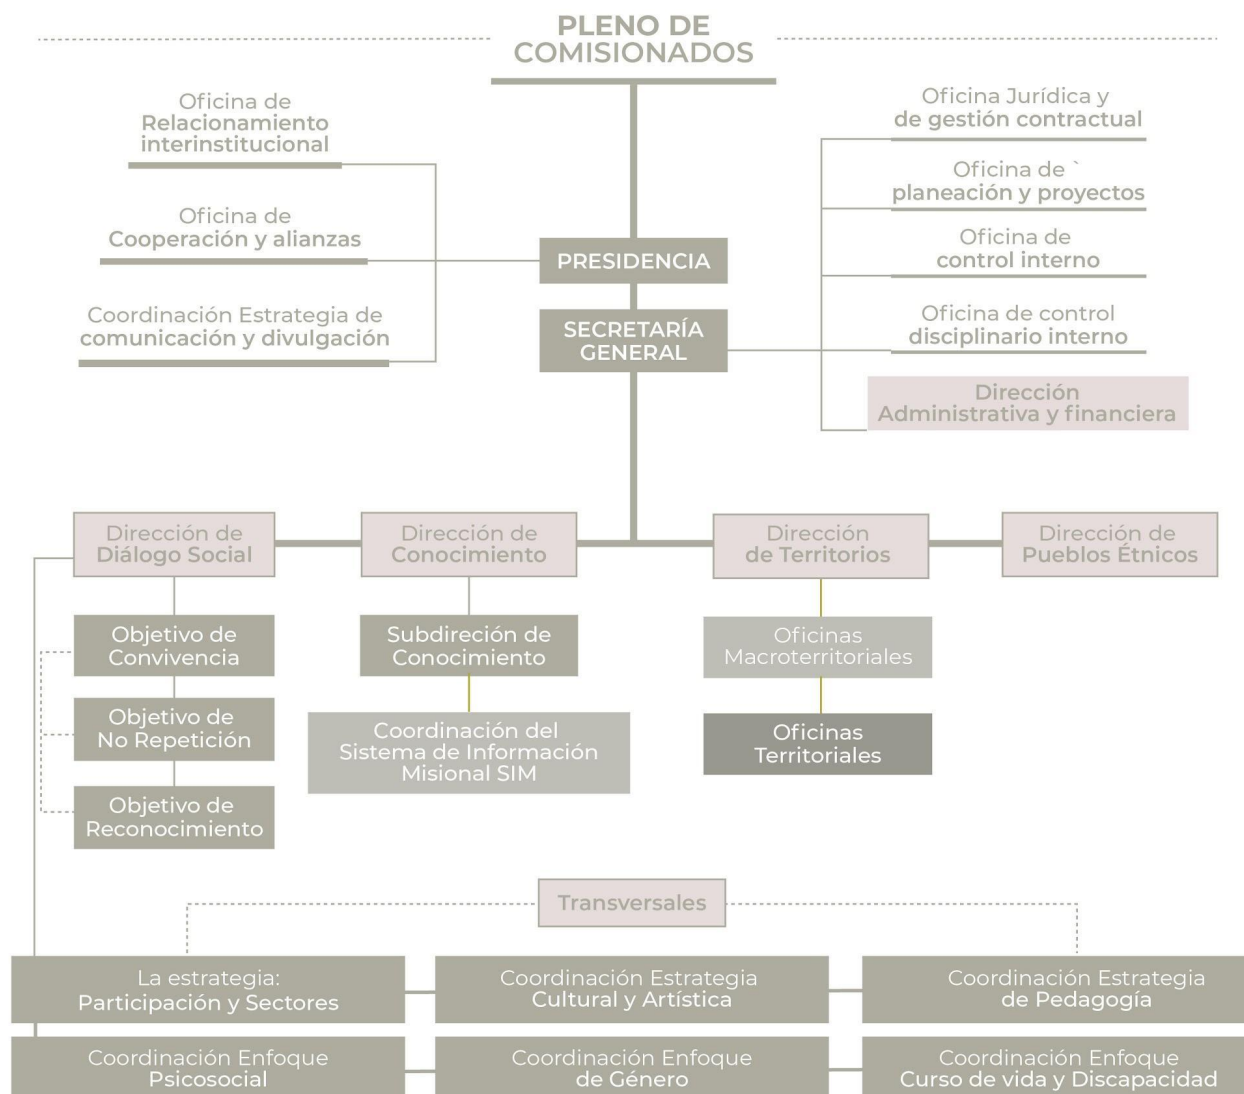 PLENO DE
COMISIONADOS
Oficina de
Relacionamiento
interinstitucional
Oficina de
Cooperación y alianzas
Coordinación Estrategia de
comunicación y divulgación
PRESIDENCIA
SECRETARÍA
GENERAL
Oficina Jurídica y
de gestión contractual
Oficina de `
planeación y proyectos
Oficina de
control interno
Oficina de control
disciplinario interno
Dirección
Administrativa y financiera
Dirección de
Diálogo Social
Dirección de
Conocimiento
Dirección
de Territorios
Dirección de
Pueblos Étnicos
Objetivo de
Convivencia
Objetivo de
No Repetición
Objetivo de
Reconocimiento
Subdireción de
Conocimiento
Coordinación del
Sistema de Información
Misional SIM
Oficinas
Macroterritoriales
Oficinas
Territoriales
Transversales
La estrategia:
Participación y Sectores
Coordinación Estrategia
Cultural y Artística
Coordinación Estrategia
de Pedagogía
Coordinación Enfoque
Psicosocial
Coordinación Enfoque
de Género
Coordinación Enfoque
Curso de vida y Discapacidad